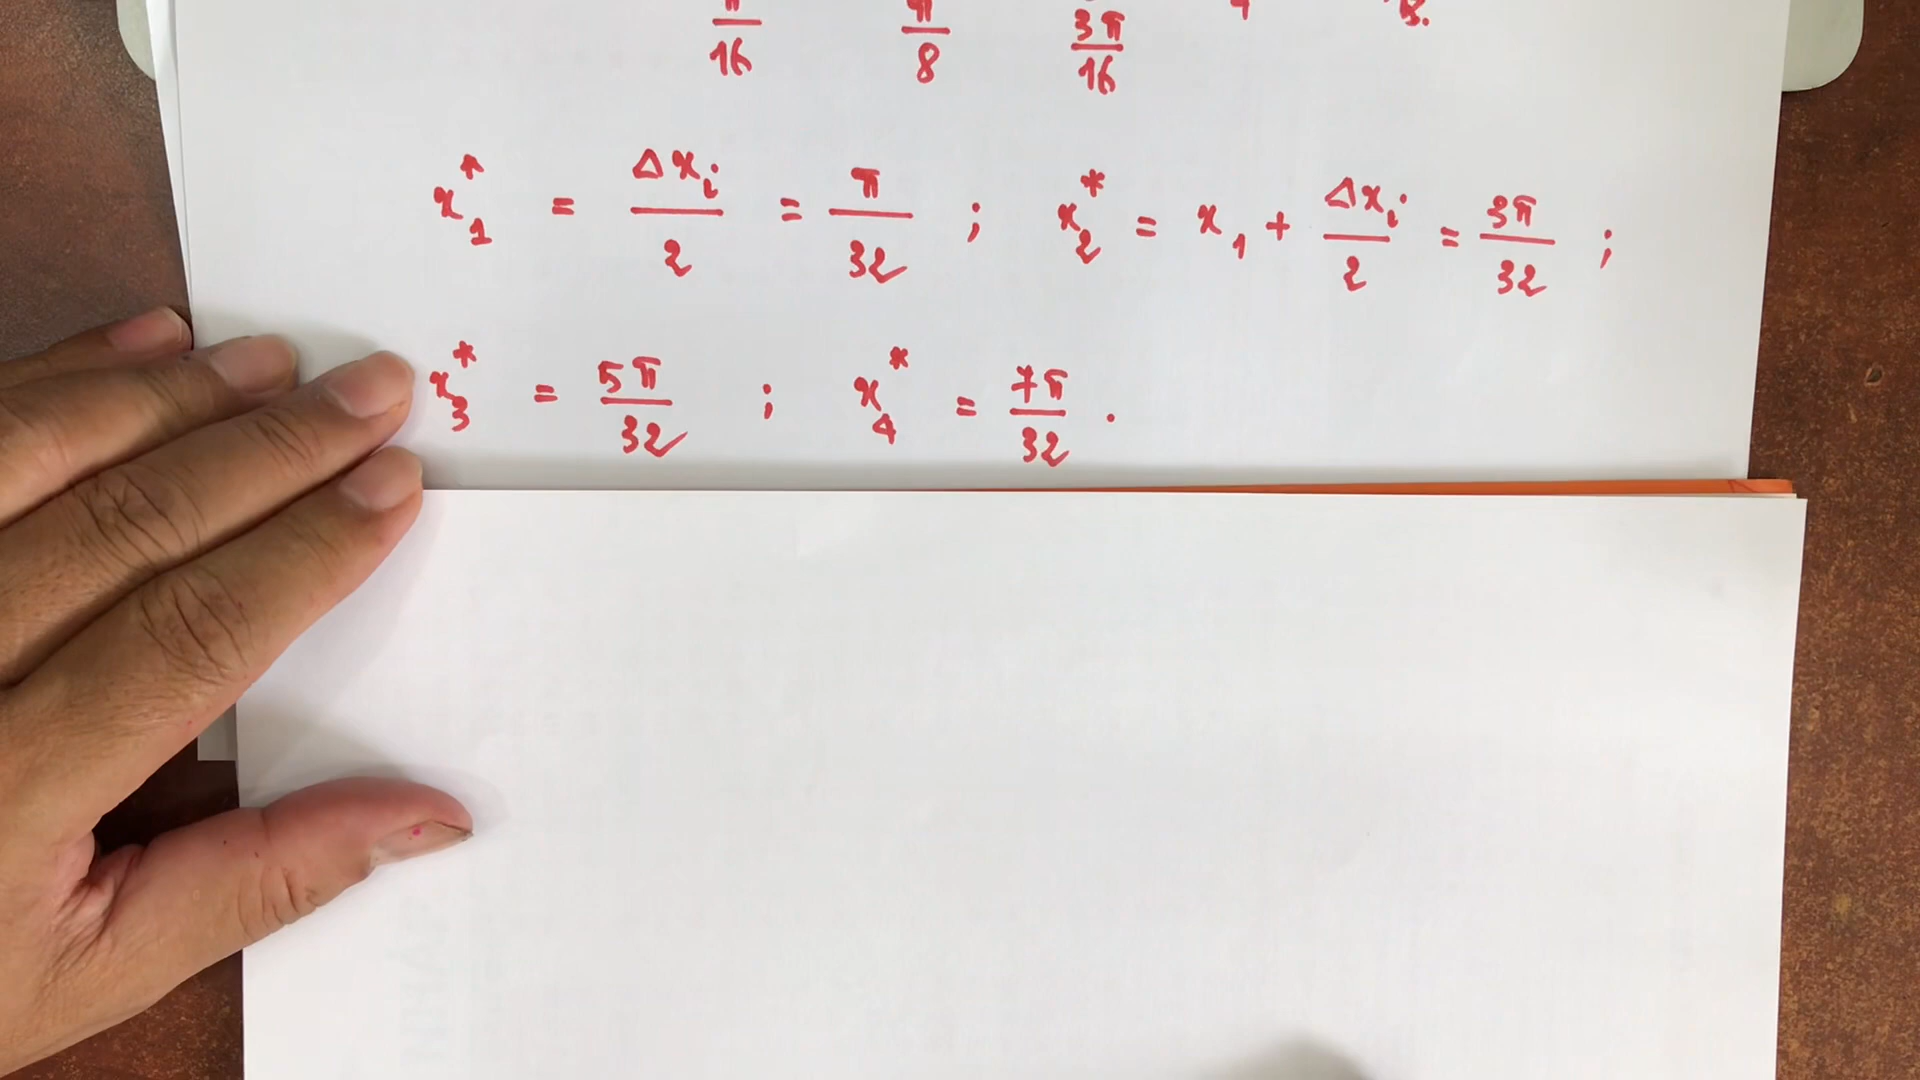 π/16 π/8 3π/16
x₁* = Δxᵢ/2 = π/32 ; x₂* = x₁ + Δxᵢ/2 = 3π/32 ;
x₃* = 5π/32 ; x₄* = 7π/32 .